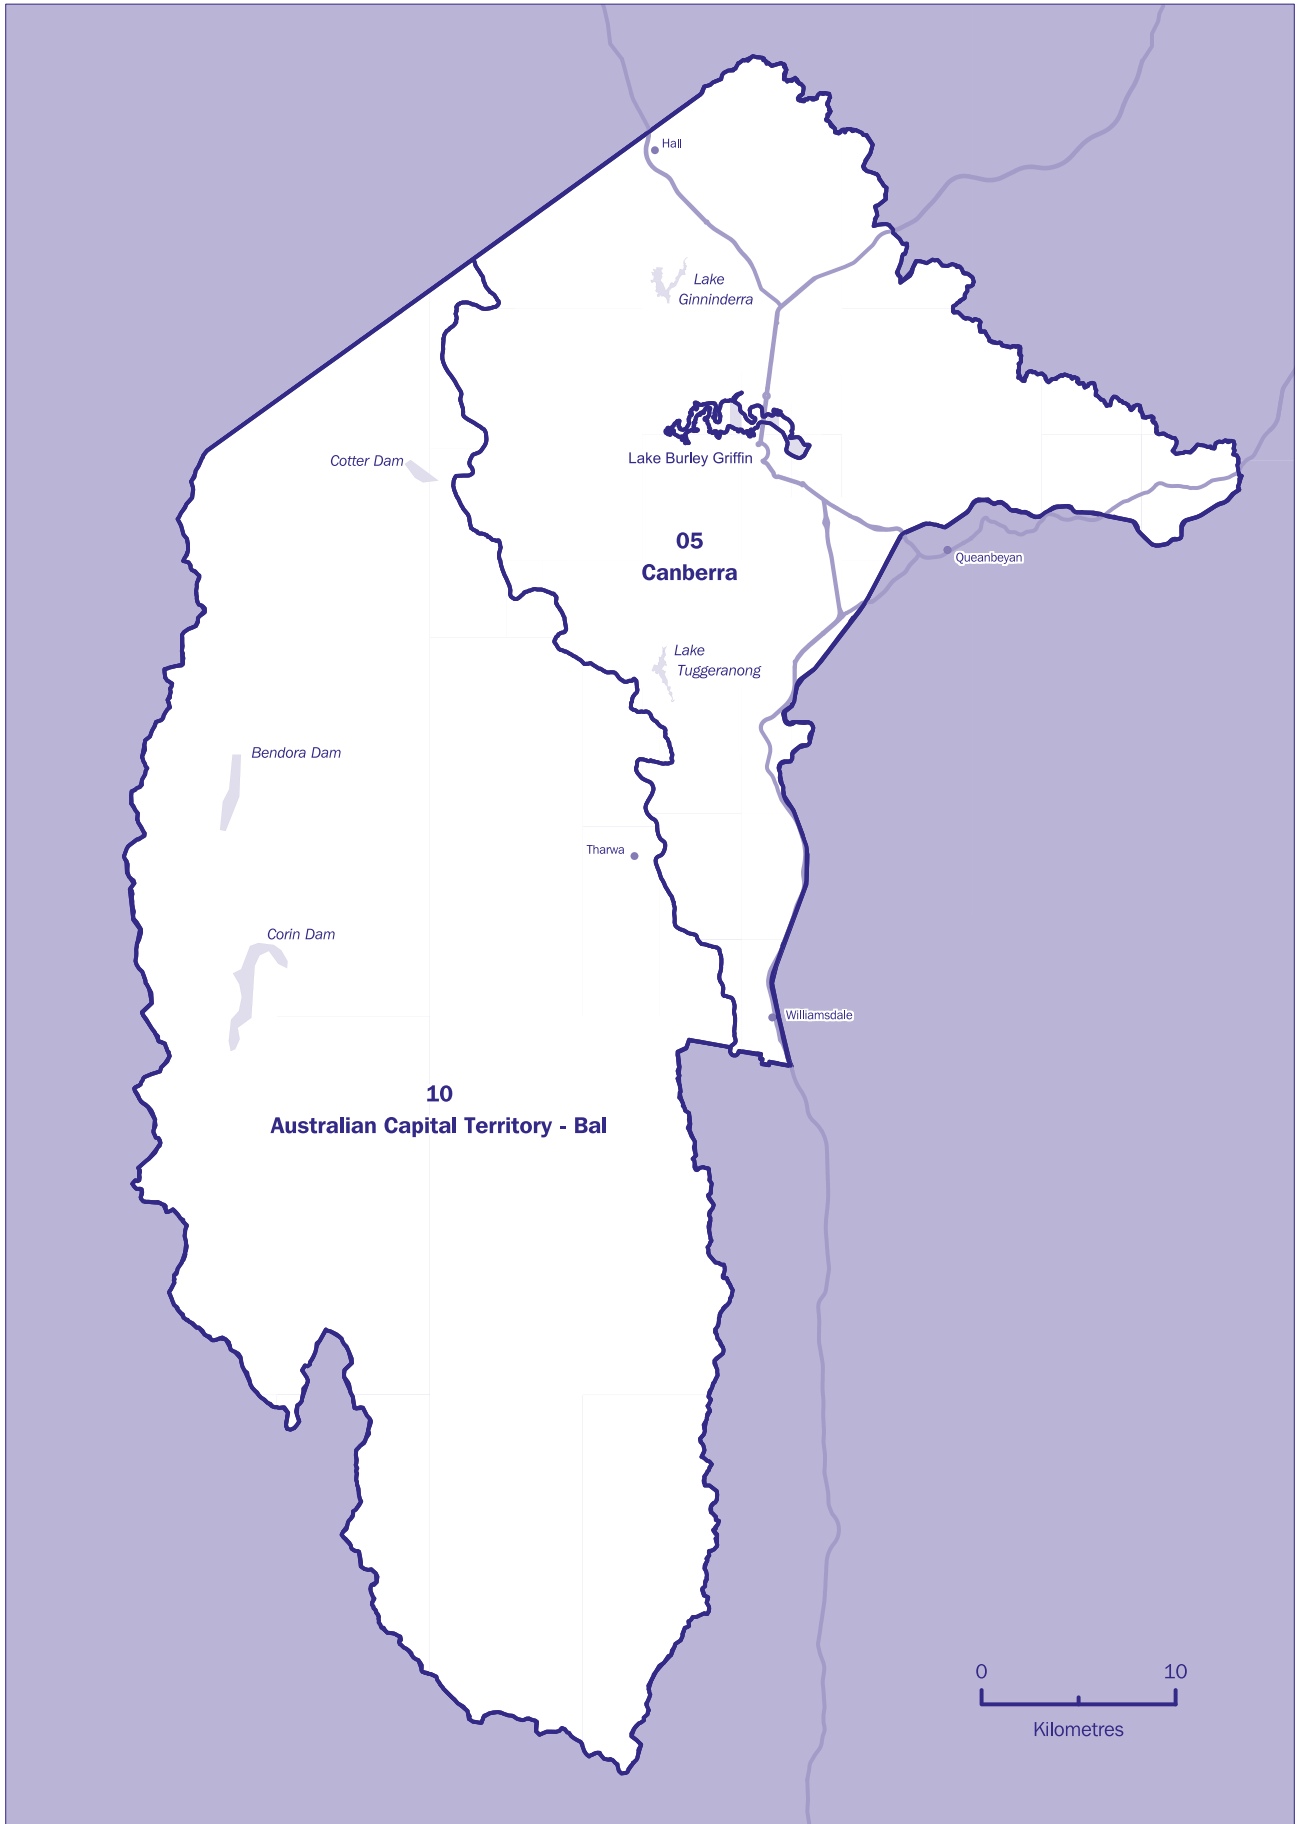 Hall
Lake
Ginninderra
Cotter Dam
Lake Burley Griffin
05
Canberra
Queanbeyan
Lake
Tuggeranong
Bendora Dam
Tharwa
Corin Dam
Williamsdale
10
Australian Capital Territory - Bal
0 10
Kilometres